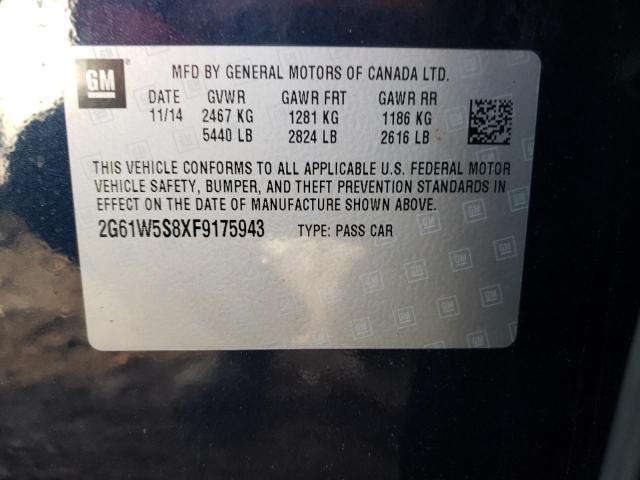 GM
MFD BY GENERAL MOTORS OF CANADA LTD.
DATE GVWR GAWR FRT GAWR RR
11/14 2467 KG 1281 KG 1186 KG
5440 LB 2824 LB 2616 LB
THIS VEHICLE CONFORMS TO ALL APPLICABLE U.S. FEDERAL MOTOR
VEHICLE SAFETY, BUMPER, AND THEFT PREVENTION STANDARDS IN
EFFECT ON THE DATE OF MANUFACTURE SHOWN ABOVE.
2G61W5S8XF9175943 TYPE: PASS CAR